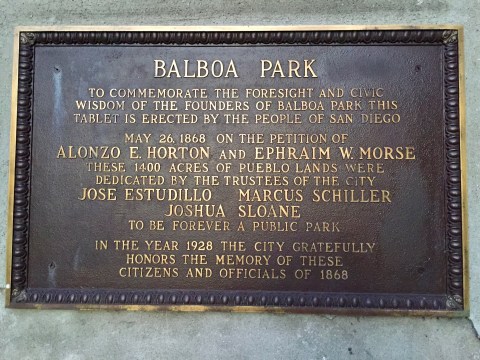 BALBOA PARK
TO COMMEMORATE THE FORESIGHT AND CIVIC
WISDOM OF THE FOUNDERS OF BALBOA PARK THIS
TABLET IS ERECTED BY THE PEOPLE OF SAN DIEGO
MAY 26, 1868 ON THE PETITION OF
ALONZO E. HORTON AND EPHRAIM W. MORSE
THESE 1400 ACRES OF PUEBLO LANDS WERE
DEDICATED BY THE TRUSTEES OF THE CITY
JOSE ESTUDILLO MARCUS SCHILLER
JOSHUA SLOANE
TO BE FOREVER A PUBLIC PARK
IN THE YEAR 1928 THE CITY GRATEFULLY
HONORS THE MEMORY OF THESE
CITIZENS AND OFFICIALS OF 1868